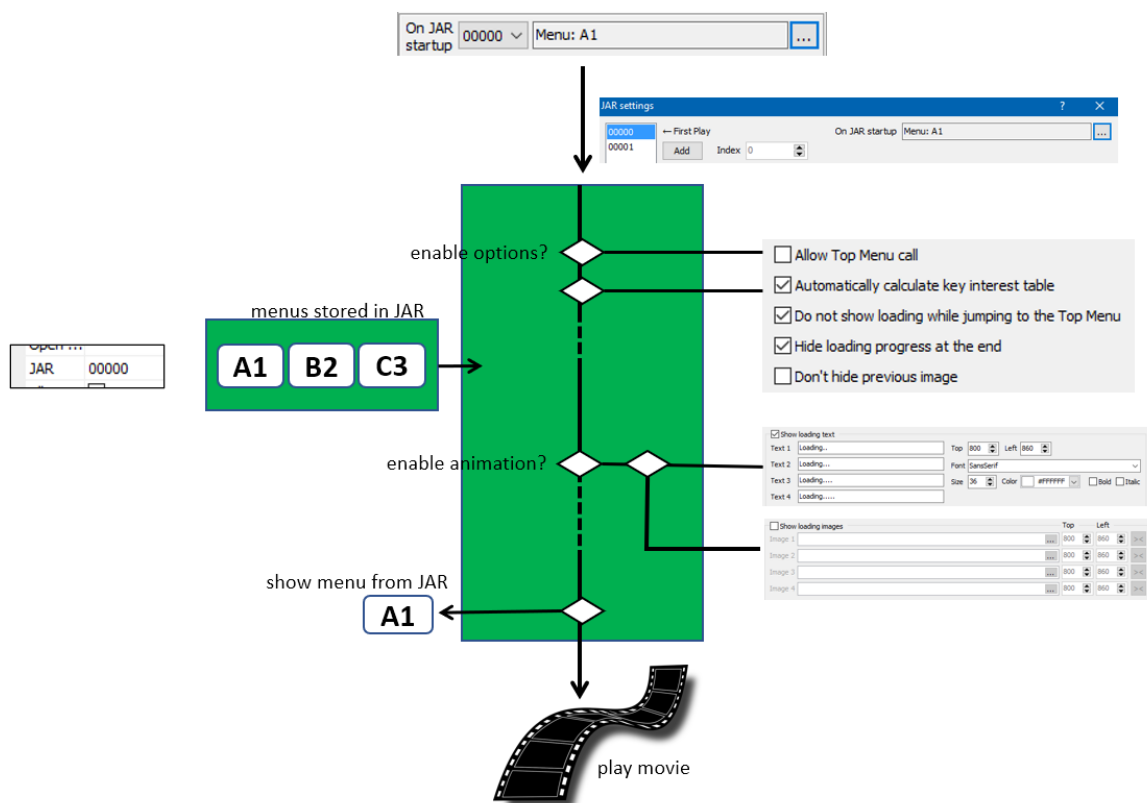 On JAR startup 00000 Menu: A1 ...
JAR settings ? ×
00000 ← First Play On JAR startup Menu: A1 ...
00001 Add Index 0
enable options?
Allow Top Menu call
Automatically calculate key interest table
Do not show loading while jumping to the Top Menu
Hide loading progress at the end
Don't hide previous image
menus stored in JAR
JAR 00000
A1 B2 C3
enable animation?
Show loading text
Text 1 Loading.. Top 800 Left 860
Text 2 Loading... Font SansSerif
Text 3 Loading.... Size 36 Color #FFFFFF Bold Italic
Text 4 Loading.....
Show loading images Top Left
Image 1 ... 800 860 ><
Image 2 ... 800 860 ><
Image 3 ... 800 860 ><
Image 4 ... 800 860 ><
show menu from JAR
A1
play movie